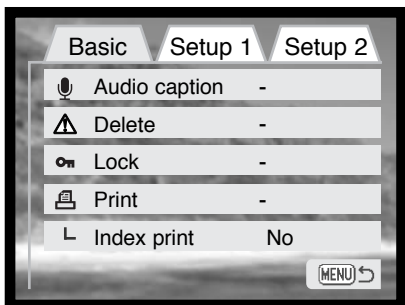 Basic Setup 1 Setup 2
Audio caption -
Delete -
Lock -
Print -
Index print No
MENU